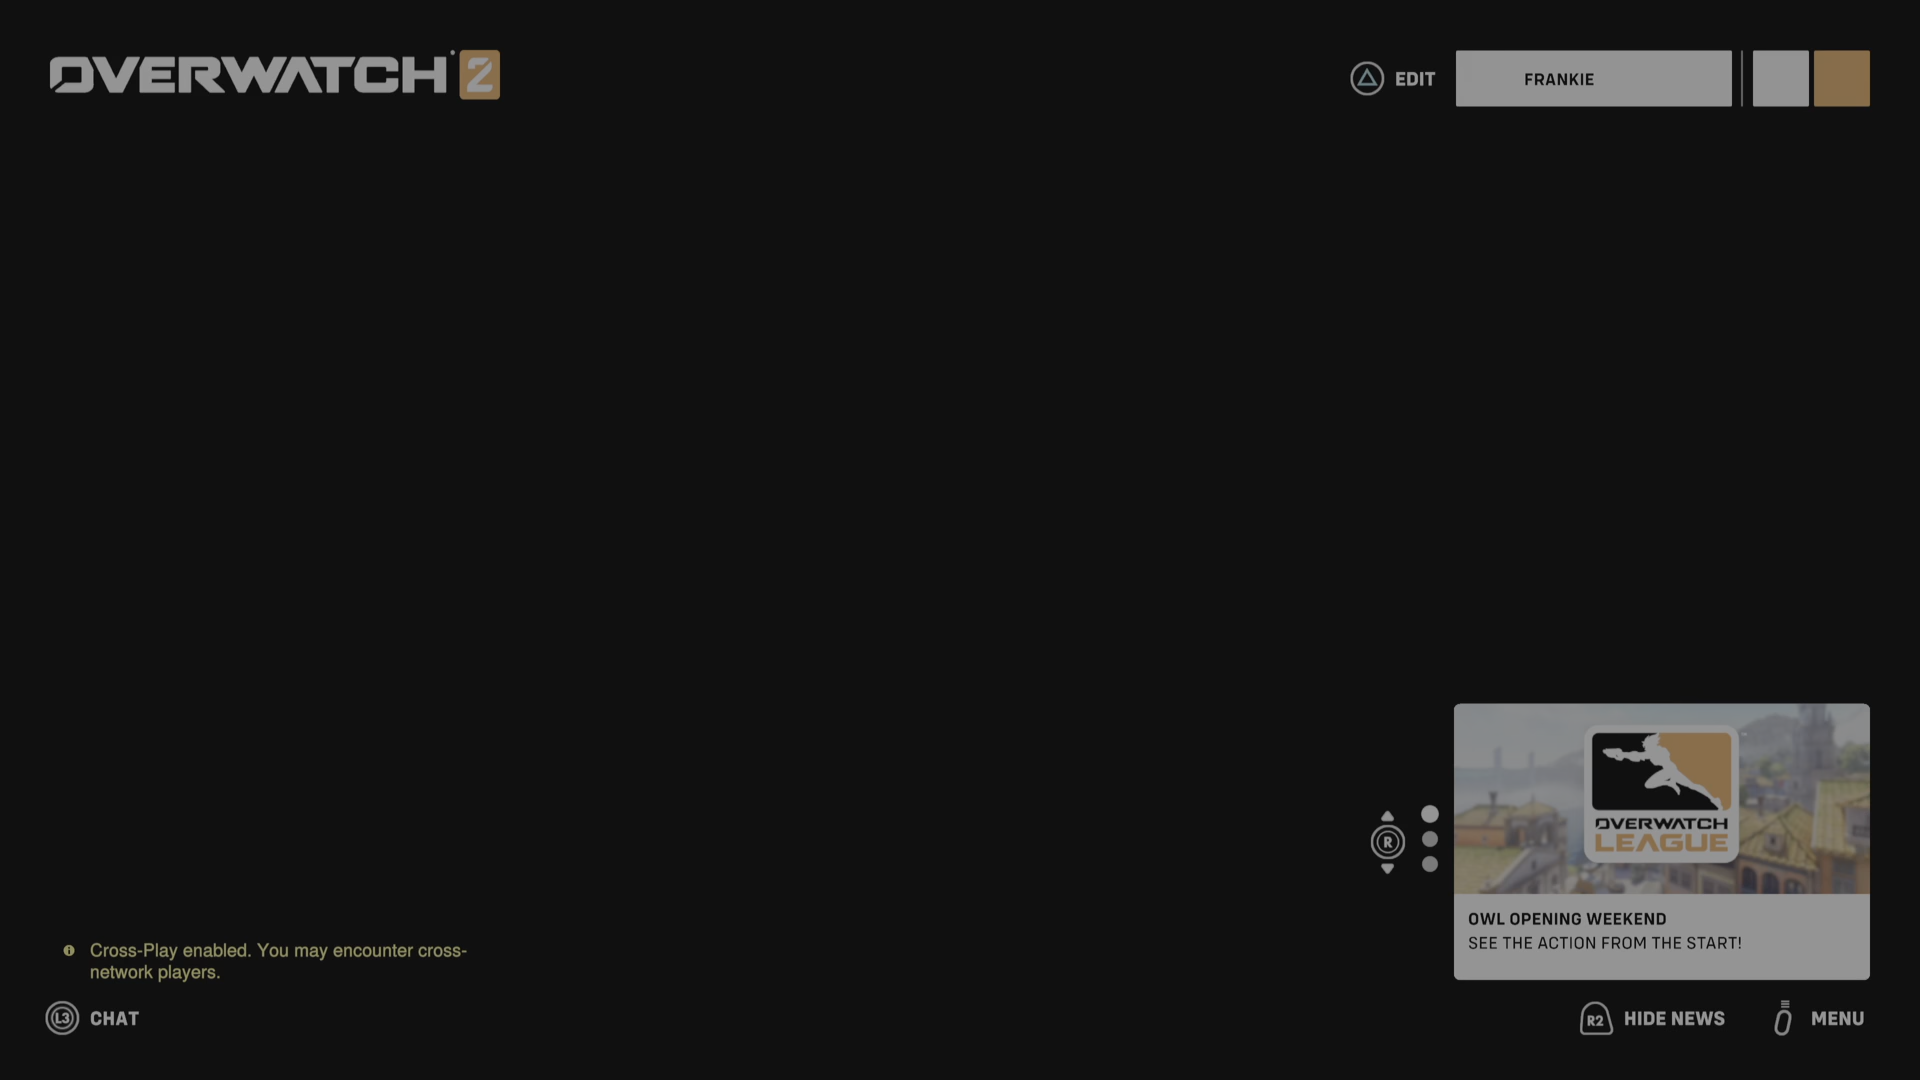 OVERWATCH 2
EDIT
FRANKIE
OVERWATCH
LEAGUE
OWL OPENING WEEKEND
SEE THE ACTION FROM THE START!
R
Cross-Play enabled. You may encounter cross-
network players.
L3 CHAT
R2 HIDE NEWS
MENU